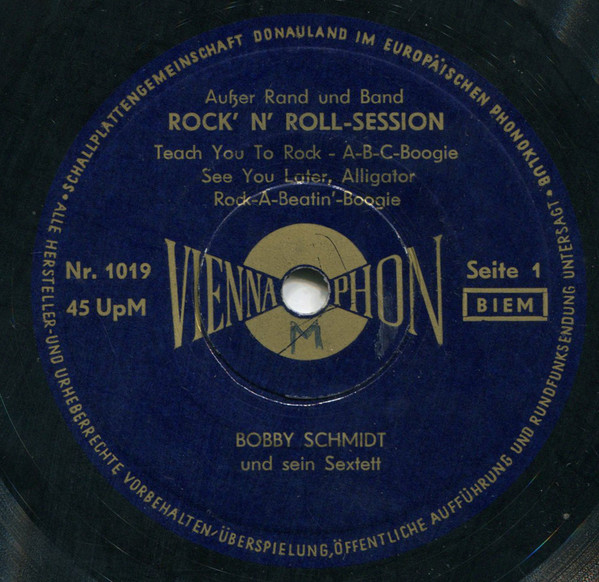 •SCHALLPLATTENGEMEINSCHAFT DONAULAND IM EUROPÄISCHEN PHONOKLUB•
Außer Rand und Band
ROCK' N' ROLL-SESSION
Teach You To Rock - A-B-C-Boogie
See You Later, Alligator
Rock-A-Beatin'-Boogie
Nr. 1019
45 UpM
VIENNAPHON
M
Seite 1
BIEM
BOBBY SCHMIDT
und sein Sextett
ALLE HERSTELLER-UND URHEBERRECHTE VORBEHALTEN/ÜBERSPIELUNG,ÖFFENTLICHE AUFFÜHRUNG UND RUNDFUNKSENDUNG UNTERSAGT